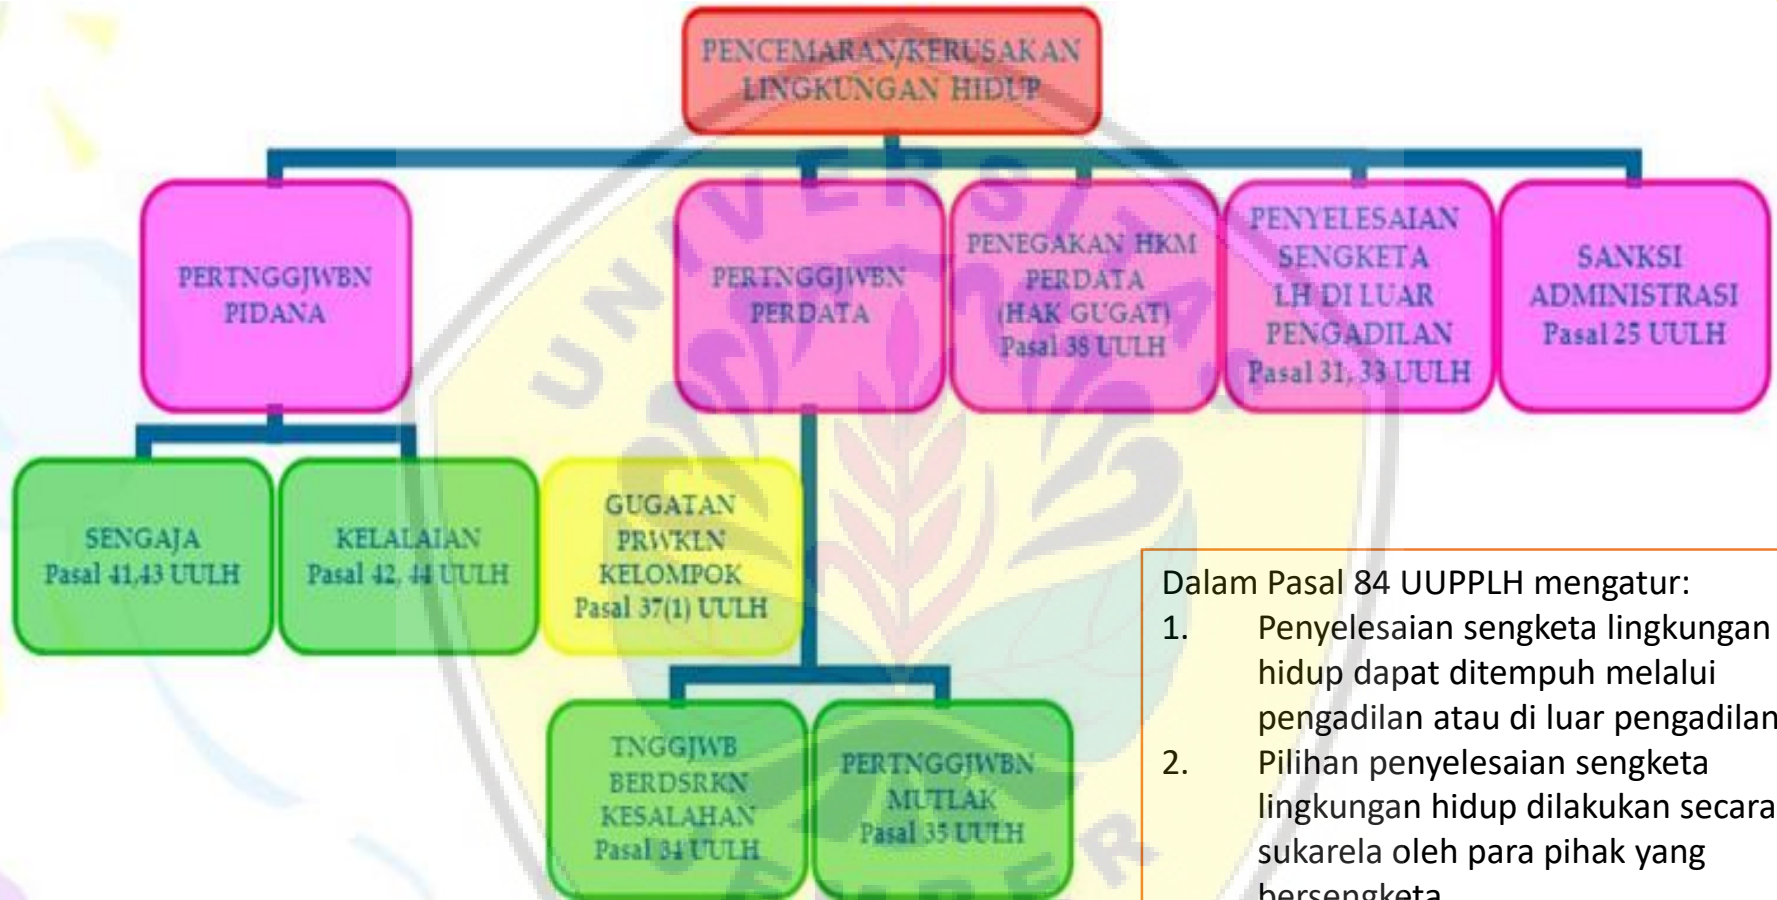 PENCEMARAN/KERUSAKAN
LINGKUNGAN HIDUP
PERTNGGJWBN
PIDANA
PERTNGGJWBN
PERDATA
PENEGAKAN HKM
PERDATA
(HAK GUGAT)
Pasal 38 UULH
PENYELESAIAN
SENGKETA
LH DI LUAR
PENGADILAN
Pasal 31, 33 UULH
SANKSI
ADMINISTRASI
Pasal 25 UULH
SENGAJA
Pasal 41,43 UULH
KELALAIAN
Pasal 42, 44 UULH
GUGATAN
PRWKLN
KELOMPOK
Pasal 37(1) UULH
TNGGJWB
BERDSRKN
KESALAHAN
Pasal 34 UULH
PERTNGGJWBN
MUTLAK
Pasal 35 UULH
Dalam Pasal 84 UUPPLH mengatur:
1. Penyelesaian sengketa lingkungan
hidup dapat ditempuh melalui
pengadilan atau di luar pengadilan
2. Pilihan penyelesaian sengketa
lingkungan hidup dilakukan secara
sukarela oleh para pihak yang
bersengketa
UNIVERSITAS